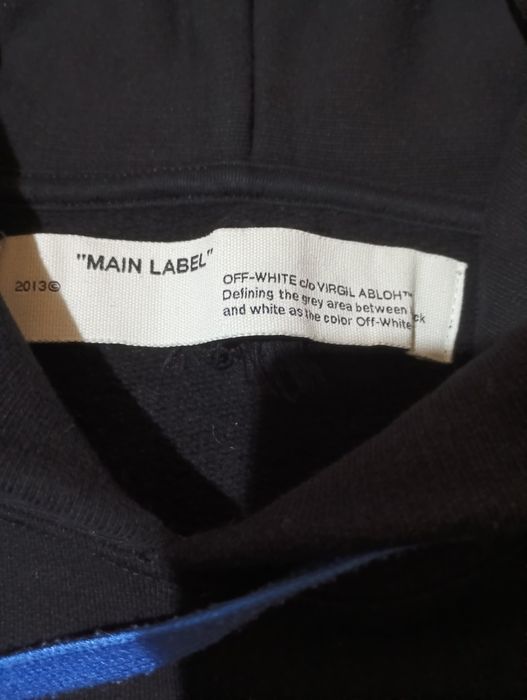 "MAIN LABEL"
2013©
OFF-WHITE c/o VIRGIL ABLOH™
Defining the grey area between ck
and white as the color Off-White